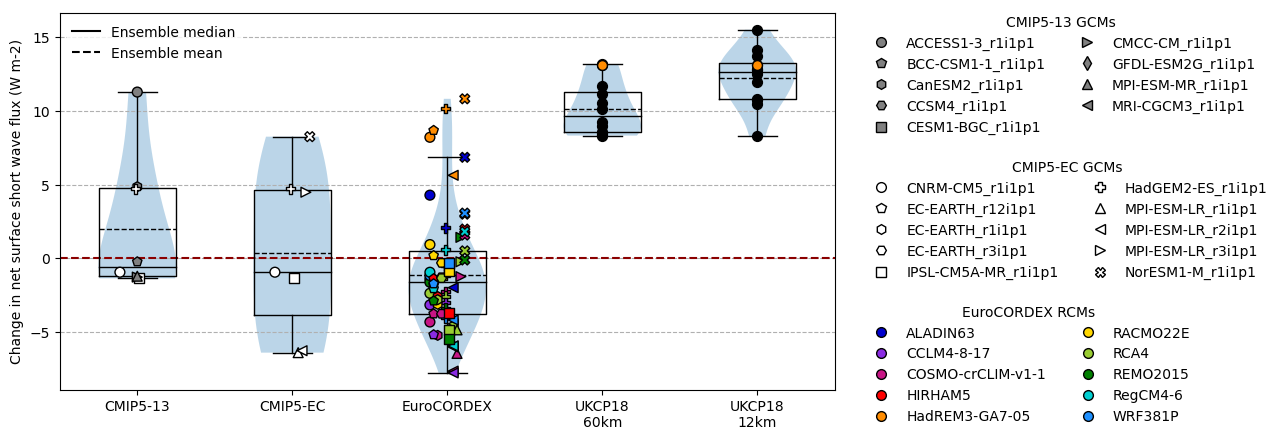 Change in net surface short wave flux (W m-2)
15
10
5
0
−5
Ensemble median
Ensemble mean
CMIP5-13
CMIP5-EC
EuroCORDEX
UKCP18
60km
UKCP18
12km
CMIP5-13 GCMs
ACCESS1-3_r1i1p1
BCC-CSM1-1_r1i1p1
CanESM2_r1i1p1
CCSM4_r1i1p1
CESM1-BGC_r1i1p1
CMCC-CM_r1i1p1
GFDL-ESM2G_r1i1p1
MPI-ESM-MR_r1i1p1
MRI-CGCM3_r1i1p1
CMIP5-EC GCMs
CNRM-CM5_r1i1p1
EC-EARTH_r12i1p1
EC-EARTH_r1i1p1
EC-EARTH_r3i1p1
IPSL-CM5A-MR_r1i1p1
HadGEM2-ES_r1i1p1
MPI-ESM-LR_r1i1p1
MPI-ESM-LR_r2i1p1
MPI-ESM-LR_r3i1p1
NorESM1-M_r1i1p1
EuroCORDEX RCMs
ALADIN63
CCLM4-8-17
COSMO-crCLIM-v1-1
HIRHAM5
HadREM3-GA7-05
RACMO22E
RCA4
REMO2015
RegCM4-6
WRF381P